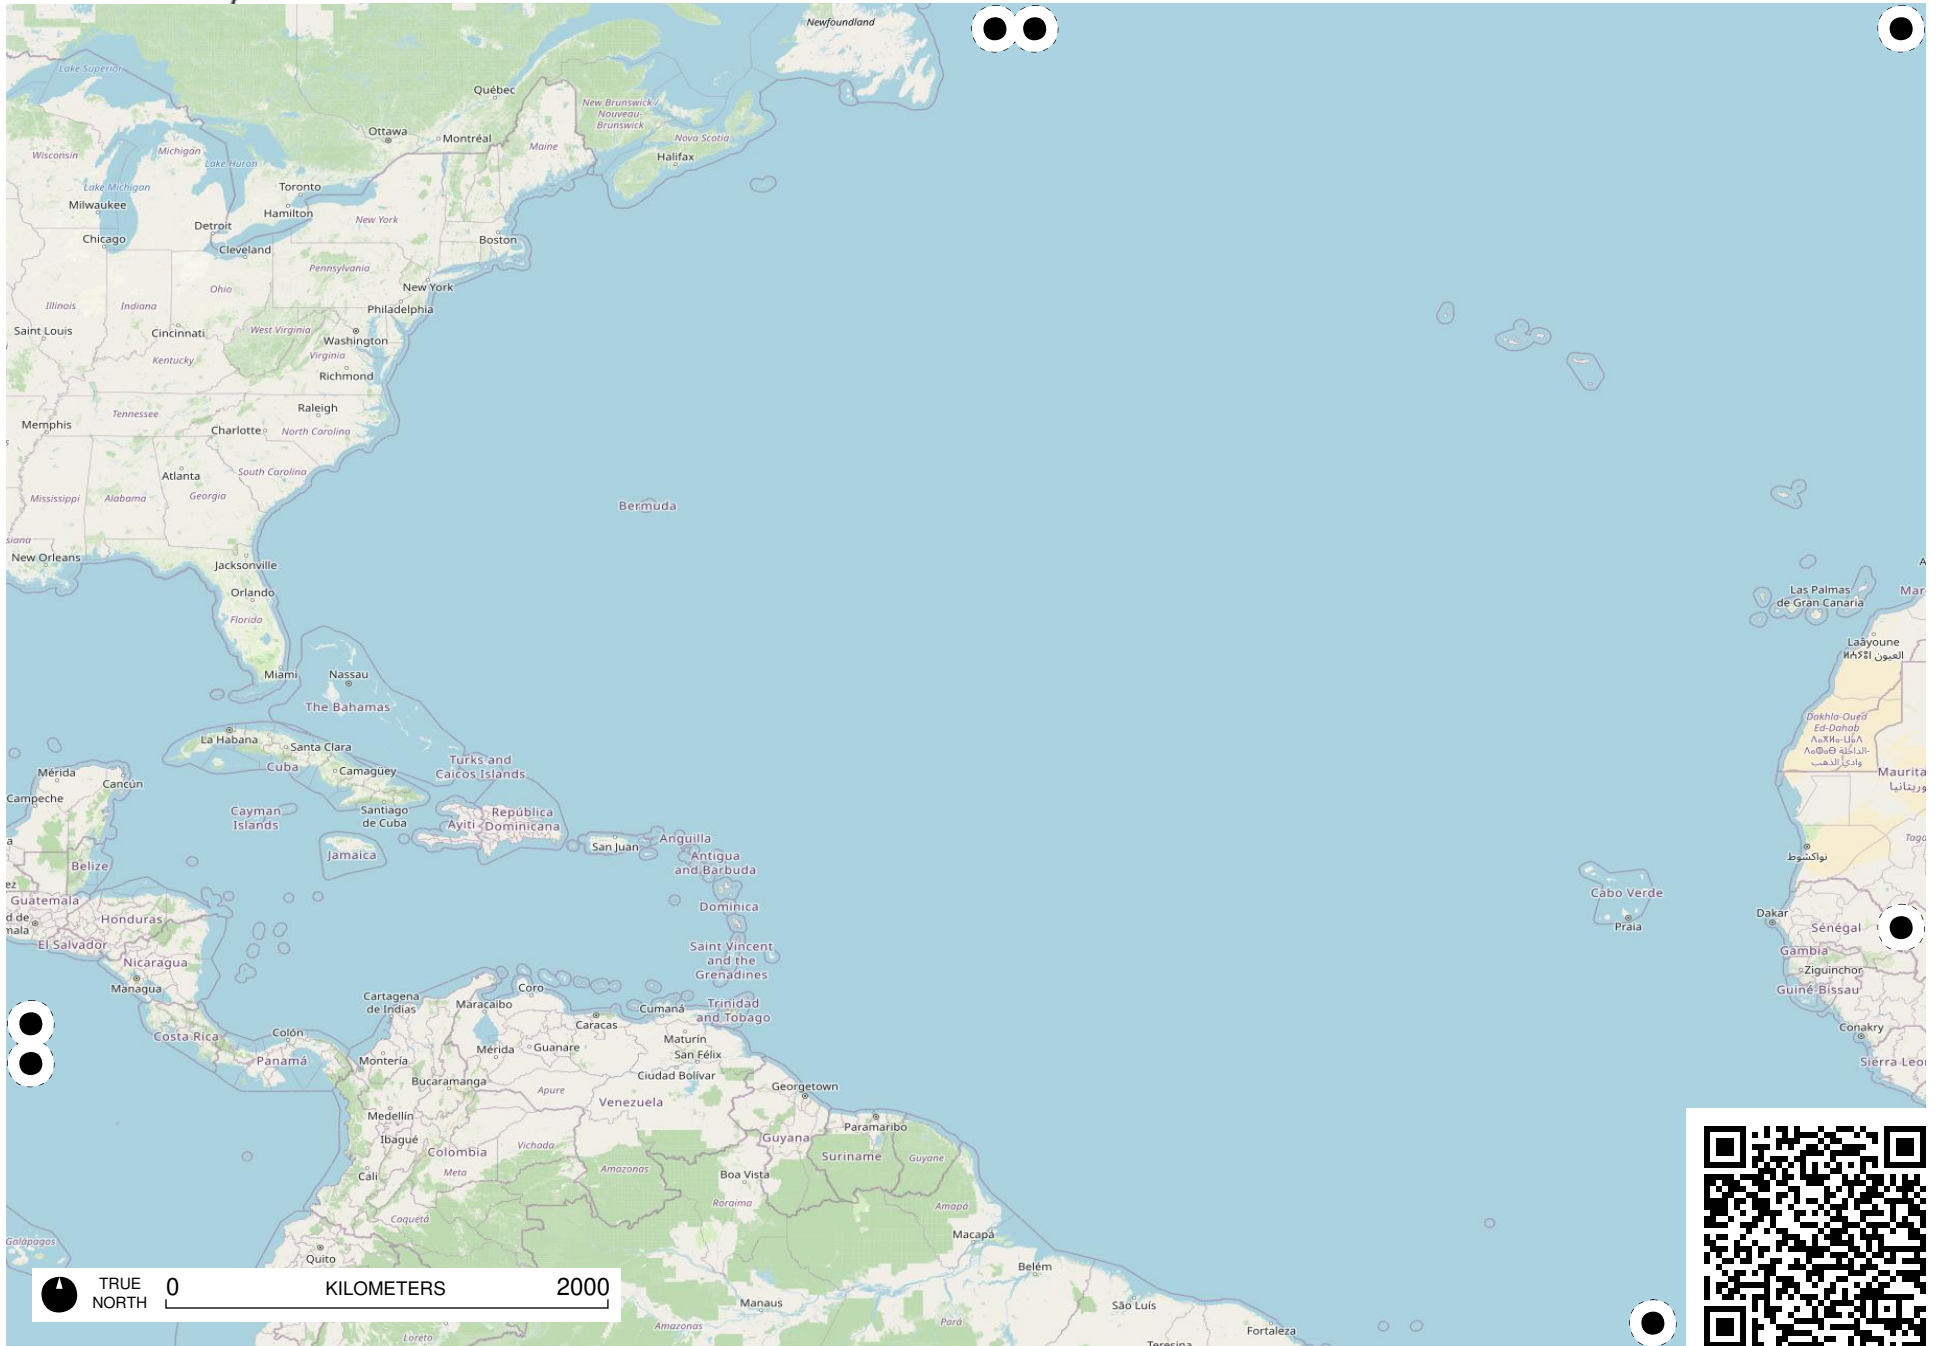 Newfoundland
Lake Superior
Québec
New Brunswick /
Nouveau-
Brunswick
Ottawa
Montréal
Nova Scotia
Wisconsin
Michigan
Lake Huron
Maine
Halifax
Lake Michigan
Toronto
Milwaukee
Hamilton
New York
Detroit
Chicago
Cleveland
Boston
Pennsylvania
Ohio
New York
Illinois
Indiana
Philadelphia
Saint Louis
Cincinnati
West Virginia
Washington
Kentucky
Virginia
Richmond
Tennessee
Raleigh
Memphis
Charlotte
North Carolina
Atlanta
South Carolina
Mississippi
Alabama
Georgia
Bermuda
siana
New Orleans
Jacksonville
Orlando
Las Palmas
de Gran Canaria
Mar
Florida
Laâyoune
العيون
Miami
Nassau
The Bahamas
Dakhla-Oued
Ed-Dahab
الداخلة-
وادي الذهب
La Habana
Santa Clara
Cuba
Camagüey
Turks and
Caicos Islands
Mérida
Cancún
Maurita
Campeche
Cayman
Islands
Santiago
de Cuba
Ayiti
República
Dominicana
San Juan
Anguilla
Jamaica
Antigua
and Barbuda
نواكشوط
Taga
Belize
Guatemala
Honduras
Dominica
Cabo Verde
Praia
Dakar
Sénégal
d de
mala
El Salvador
Nicaragua
Saint Vincent
and the
Grenadines
Gambia
Ziguinchor
Managua
Guiné-Bissau
Cartagena
de Indias
Maracaibo
Coro
Cumaná
Trinidad
and Tobago
Caracas
Conakry
Costa Rica
Colón
Panamá
Montería
Mérida
Guanare
Maturín
San Félix
Sierra Leo
Bucaramanga
Apure
Ciudad Bolívar
Georgetown
Medellín
Venezuela
Paramaribo
Ibagué
Colombia
Vichada
Guyana
Suriname
Guyane
Cali
Meta
Amazonas
Boa Vista
Roraima
Amapá
Caquetá
Macapá
Galápagos
Quito
Belém
TRUE
NORTH
0 KILOMETERS 2000
Manaus
São Luís
Loreto
Amazonas
Pará
Fortaleza
Teresina